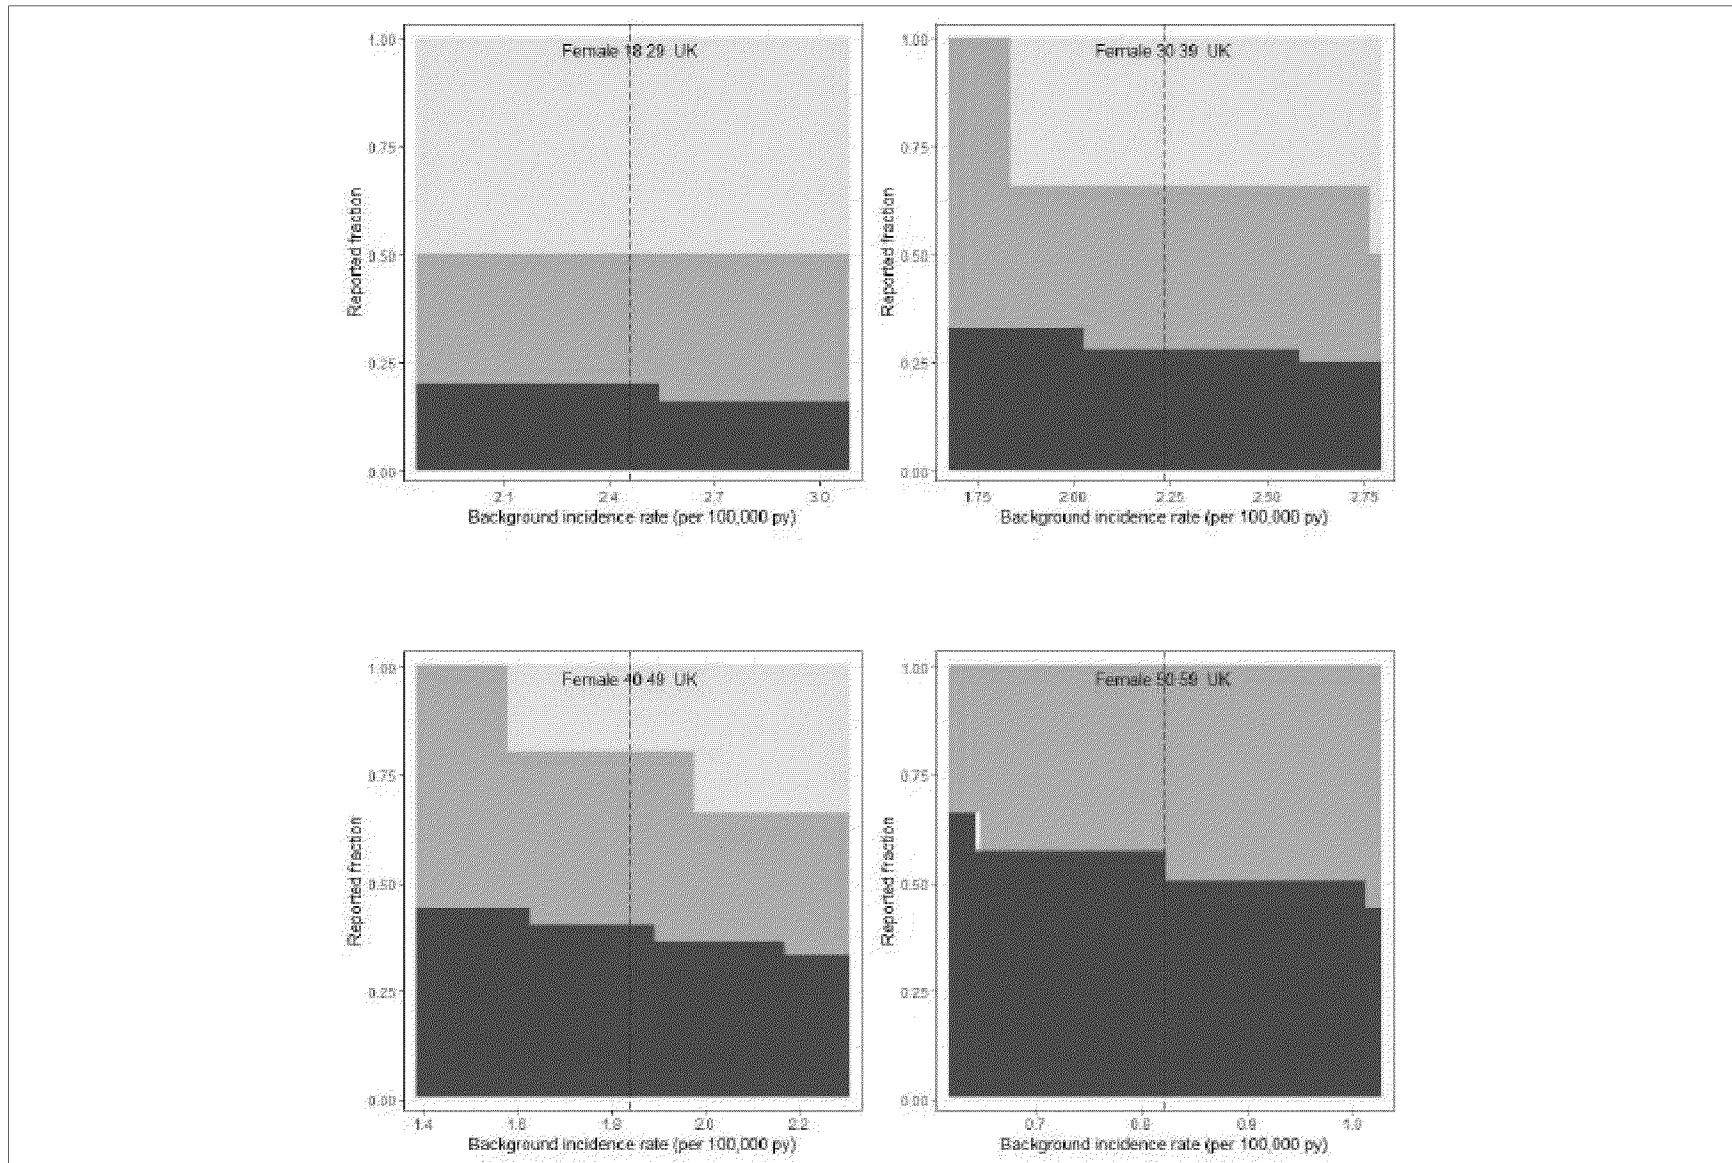 Female 18 29 UK
1.00
0.75
0.50
0.25
0.00
Reported fraction
2.1 2.4 2.7 3.0
Background incidence rate (per 100,000 py)
Female 30 39 UK
1.00
0.75
0.50
0.25
0.00
Reported fraction
1.75 2.00 2.25 2.50 2.75
Background incidence rate (per 100,000 py)
Female 40 49 UK
1.00
0.75
0.50
0.25
0.00
Reported fraction
1.4 1.6 1.8 2.0 2.2
Background incidence rate (per 100,000 py)
Female 50 59 UK
1.00
0.75
0.50
0.25
0.00
Reported fraction
0.7 0.8 0.9 1.0
Background incidence rate (per 100,000 py)